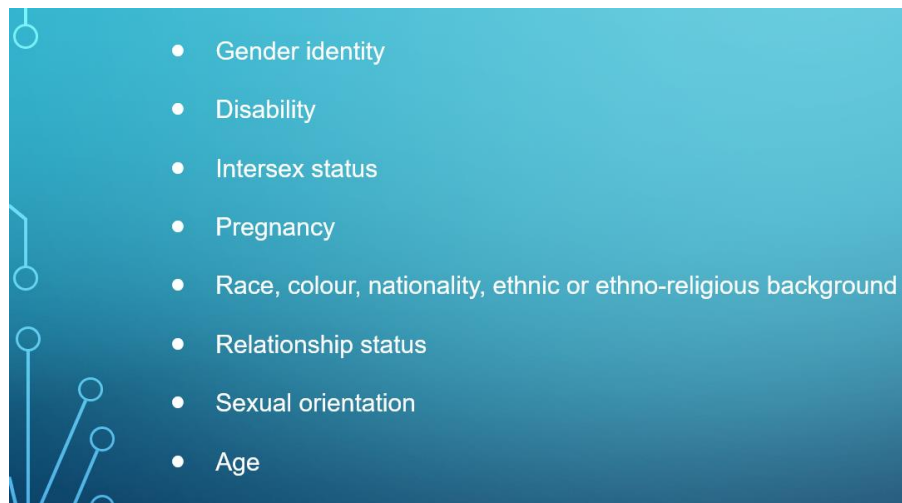 ● Gender identity
● Disability
● Intersex status
● Pregnancy
● Race, colour, nationality, ethnic or ethno-religious background
● Relationship status
● Sexual orientation
● Age